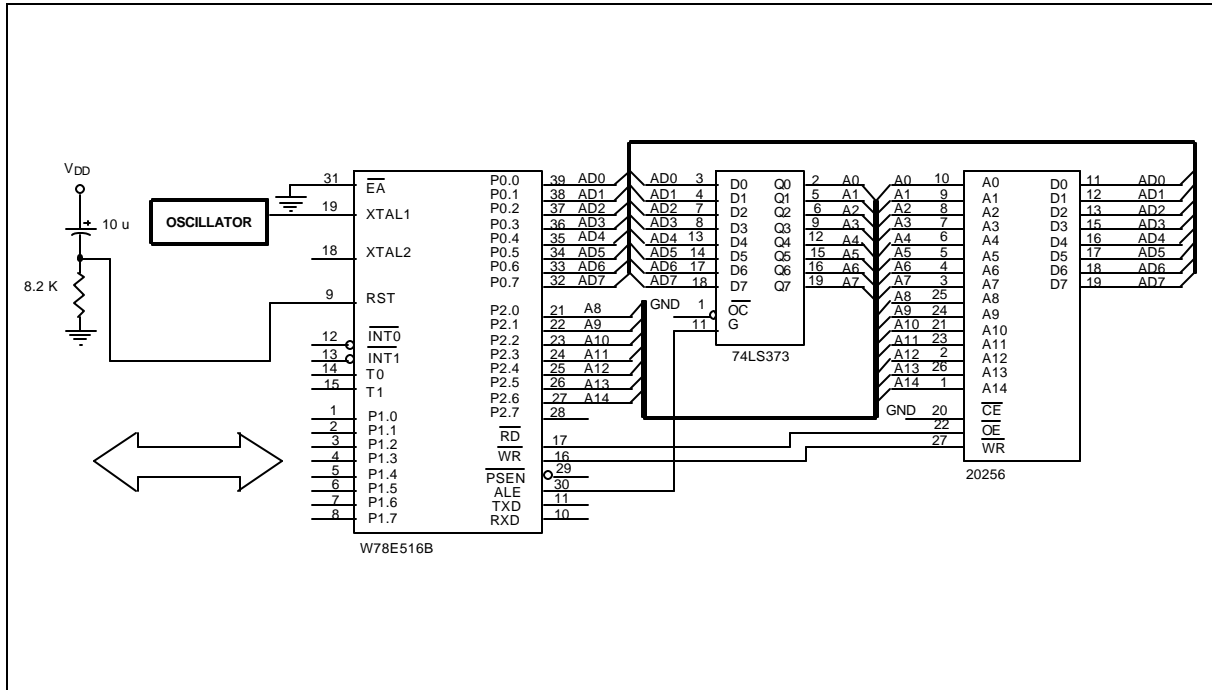 VDD
10 u
8.2 K
OSCILLATOR
31 EA
19 XTAL1
18 XTAL2
9 RST
12 INT0
13 INT1
14 T0
15 T1
1 P1.0
2 P1.1
3 P1.2
4 P1.3
5 P1.4
6 P1.5
7 P1.6
8 P1.7
P0.0 39 AD0
P0.1 38 AD1
P0.2 37 AD2
P0.3 36 AD3
P0.4 35 AD4
P0.5 34 AD5
P0.6 33 AD6
P0.7 32 AD7
P2.0 21 A8
P2.1 22 A9
P2.2 23 A10
P2.3 24 A11
P2.4 25 A12
P2.5 26 A13
P2.6 27 A14
P2.7 28
RD 17
WR 16
PSEN 29
ALE 30
TXD 11
RXD 10
W78E516B
AD0 3 D0 Q0 2 A0
AD1 4 D1 Q1 5 A1
AD2 7 D2 Q2 6 A2
AD3 8 D3 Q3 9 A3
AD4 13 D4 Q4 12 A4
AD5 14 D5 Q5 15 A5
AD6 17 D6 Q6 16 A6
AD7 18 D7 Q7 19 A7
GND 1 OC
11 G
74LS373
A0 10 A0 D0 11 AD0
A1 9 A1 D1 12 AD1
A2 8 A2 D2 13 AD2
A3 7 A3 D3 15 AD3
A4 6 A4 D4 16 AD4
A5 5 A5 D5 17 AD5
A6 4 A6 D6 18 AD6
A7 3 A7 D7 19 AD7
A8 25 A8
A9 24 A9
A10 21 A10
A11 23 A11
A12 2 A12
A13 26 A13
A14 1 A14
GND 20 CE
22 OE
27 WR
20256